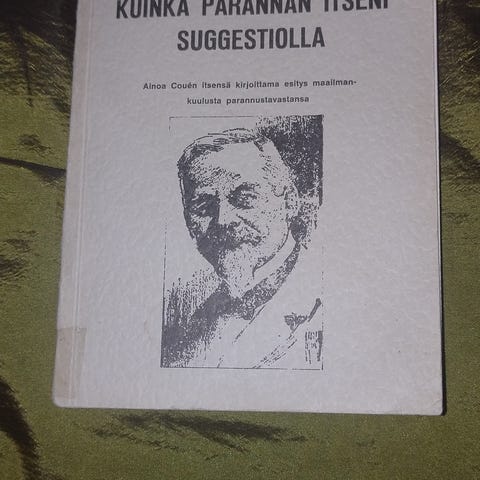 KUINKA PARANNAN ITSENI
SUGGESTIOLLA
Ainoa Couén itsensä kirjoittama esitys maailman-
kuulusta parannustavastansa